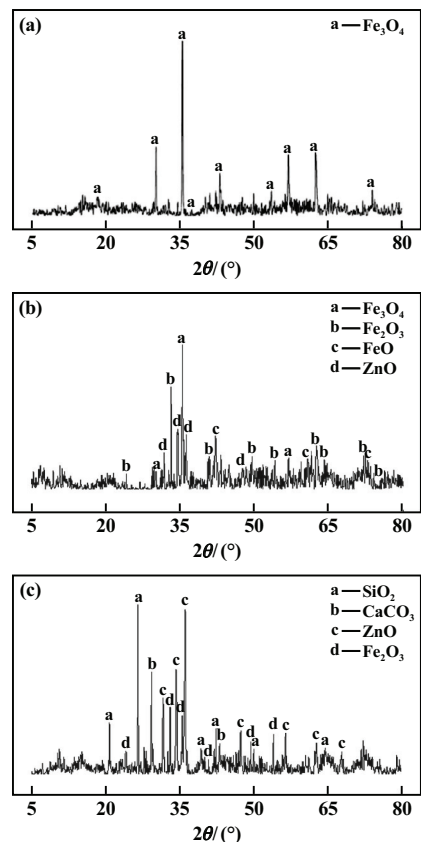 (a)
a — Fe₃O₄
a a a a a a a a a
5 20 35 50 65 80
2θ/(°)
(b)
a — Fe₃O₄
b — Fe₂O₃
c — FeO
d — ZnO
a
b
d d c
b a d b d b b a c b b b c b
5 20 35 50 65 80
2θ/(°)
(c)
a — SiO₂
b — CaCO₃
c — ZnO
d — Fe₂O₃
a c
b c
a d c d d a d b a c d a d c c a c
5 20 35 50 65 80
2θ/(°)